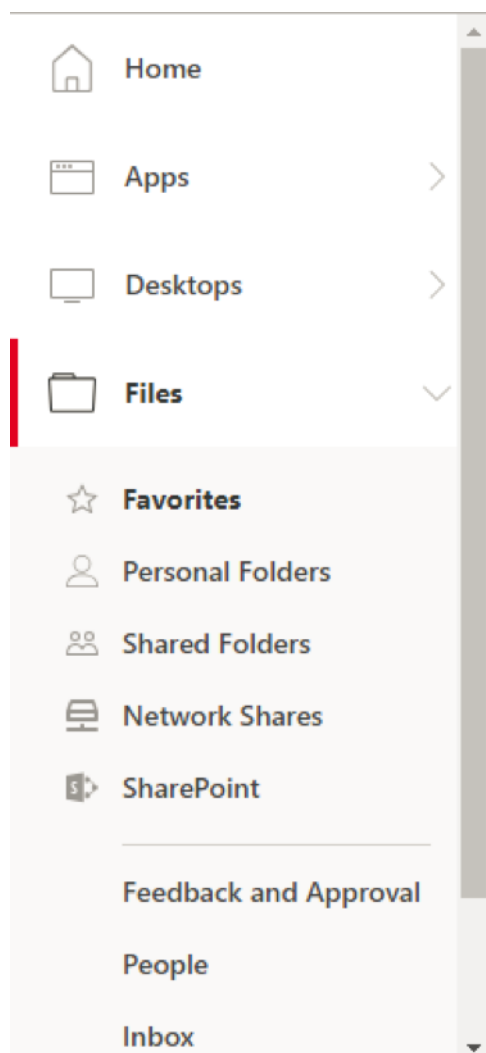 Home
Apps
Desktops
Files
Favorites
Personal Folders
Shared Folders
Network Shares
SharePoint
Feedback and Approval
People
Inbox